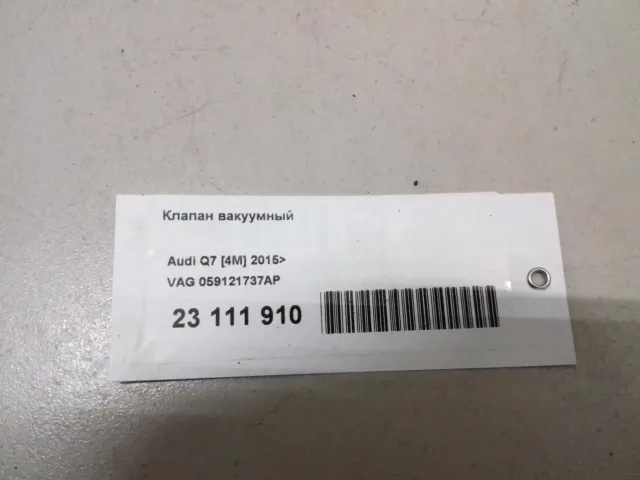 Клапан вакуумный
Audi Q7 [4M] 2015>
VAG 059121737AP
23 111 910